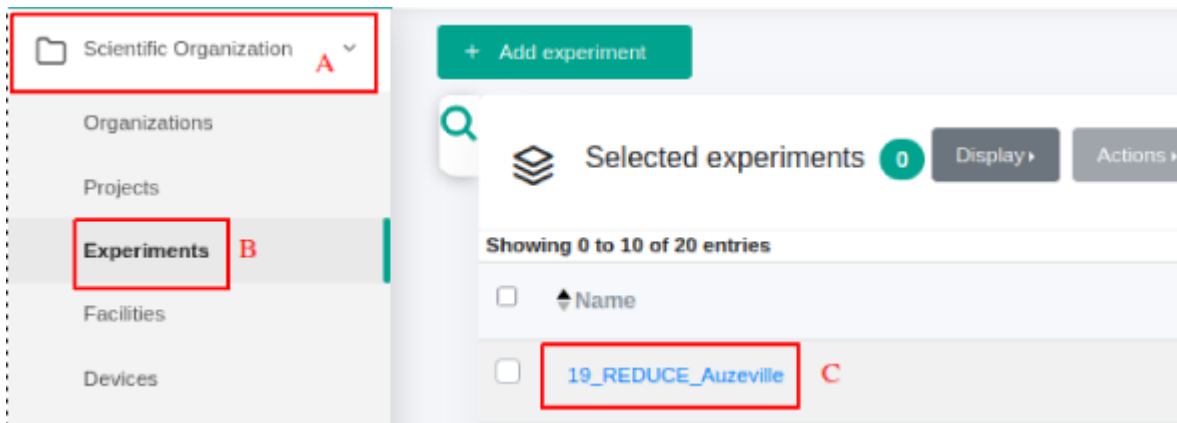 Scientific Organization
A
Organizations
Projects
Experiments
B
Facilities
Devices
+ Add experiment
Selected experiments 0 Display Actions
Showing 0 to 10 of 20 entries
Name
19_REDUCE_Auzeville
C